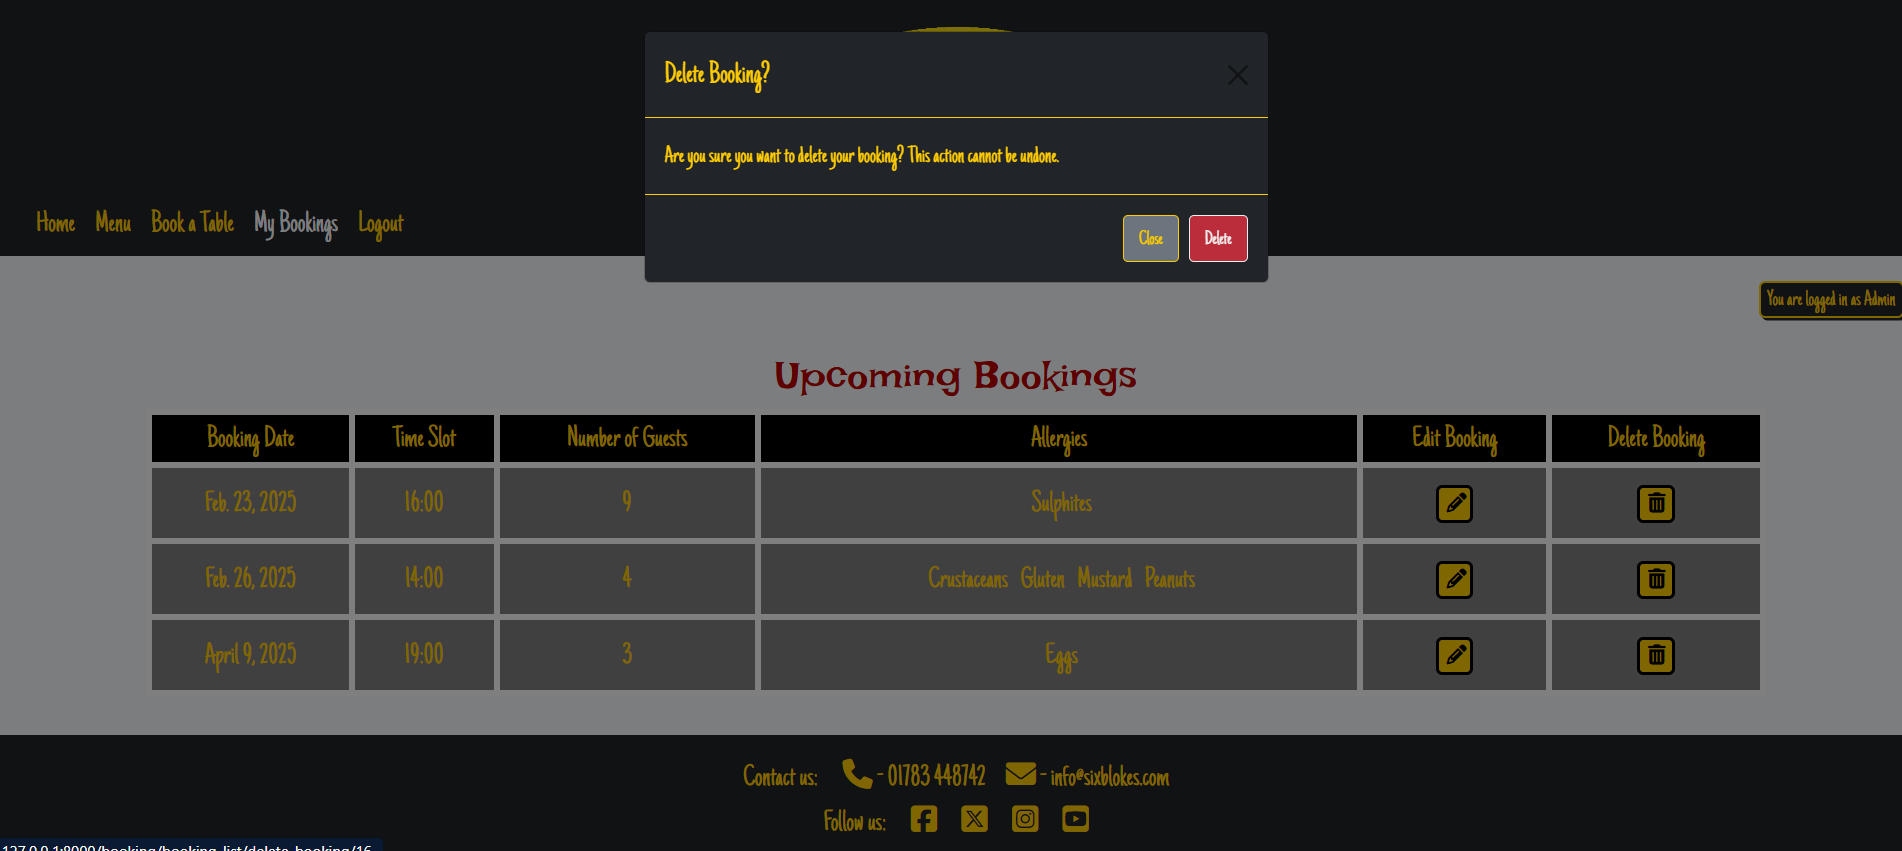 Delete Booking?
Are you sure you want to delete your booking? This action cannot be undone.
Close Delete
Home Menu Book a Table My Bookings Logout
You are logged in as Admin
Upcoming Bookings
Booking Date Time Slot Number of Guests Allergies Edit Booking Delete Booking
Feb. 23, 2025 16:00 9 Sulphites
Feb. 26, 2025 14:00 4 Crustaceans Gluten Mustard Peanuts
April 9, 2025 19:00 3 Eggs
Contact us: - 01783 448742 - info@sixblokes.com
Follow us:
127.0.0.1:8000/booking/booking_list/delete_booking/16